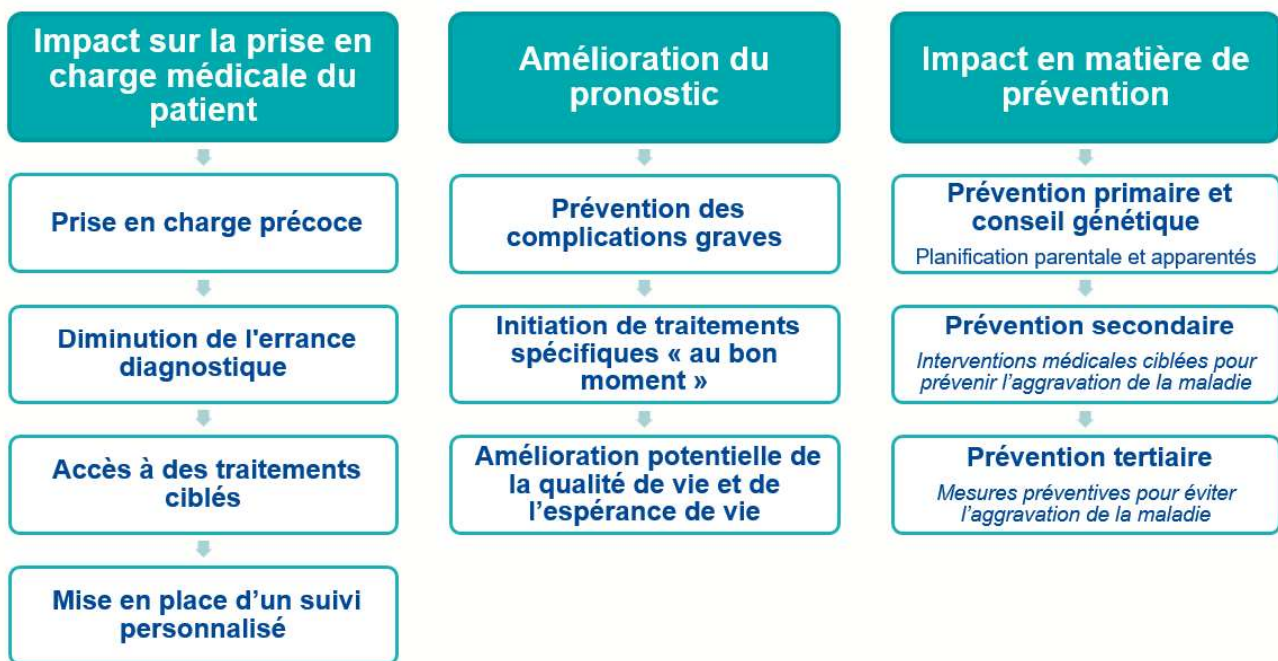 Impact sur la prise en
charge médicale du
patient
Prise en charge précoce
Diminution de l'errance
diagnostique
Accès à des traitements
ciblés
Mise en place d’un suivi
personnalisé
Amélioration du
pronostic
Prévention des
complications graves
Initiation de traitements
spécifiques « au bon
moment »
Amélioration potentielle de
la qualité de vie et de
l’espérance de vie
Impact en matière de
prévention
Prévention primaire et
conseil génétique
Planification parentale et apparentés
Prévention secondaire
Interventions médicales ciblées pour
prévenir l’aggravation de la maladie
Prévention tertiaire
Mesures préventives pour éviter
l’aggravation de la maladie